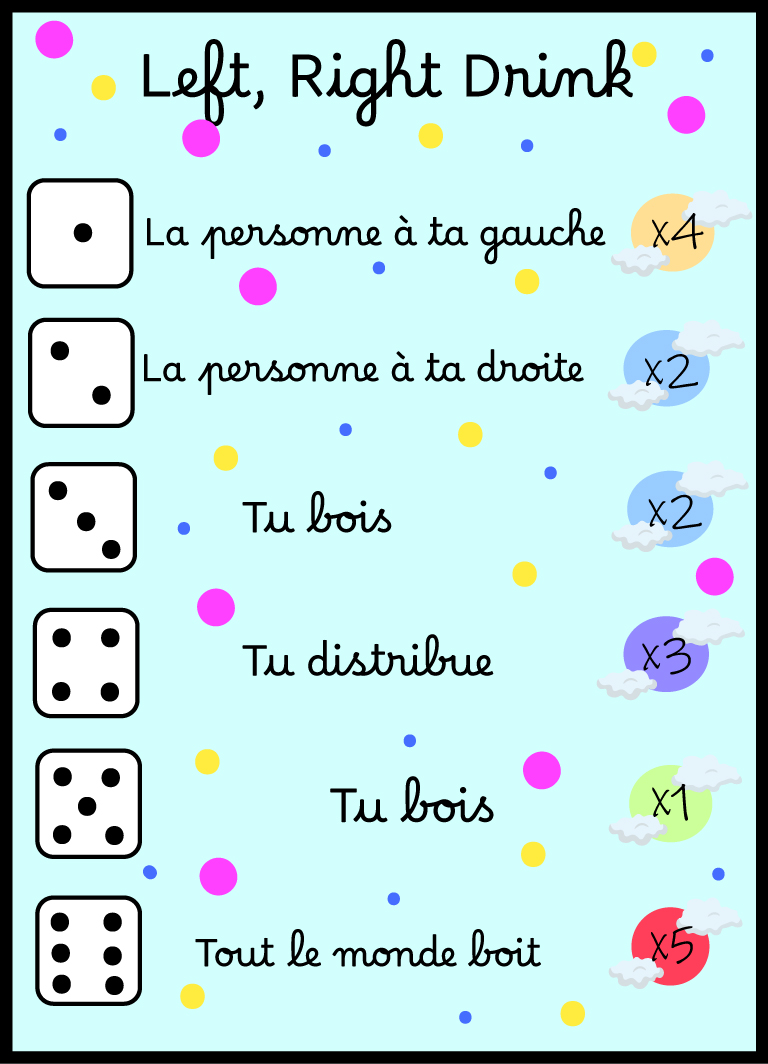 Left, Right Drink
La personne à ta gauche x4
La personne à ta droite x2
Tu bois x2
Tu distribue x3
Tu bois x1
Tout le monde boit x5